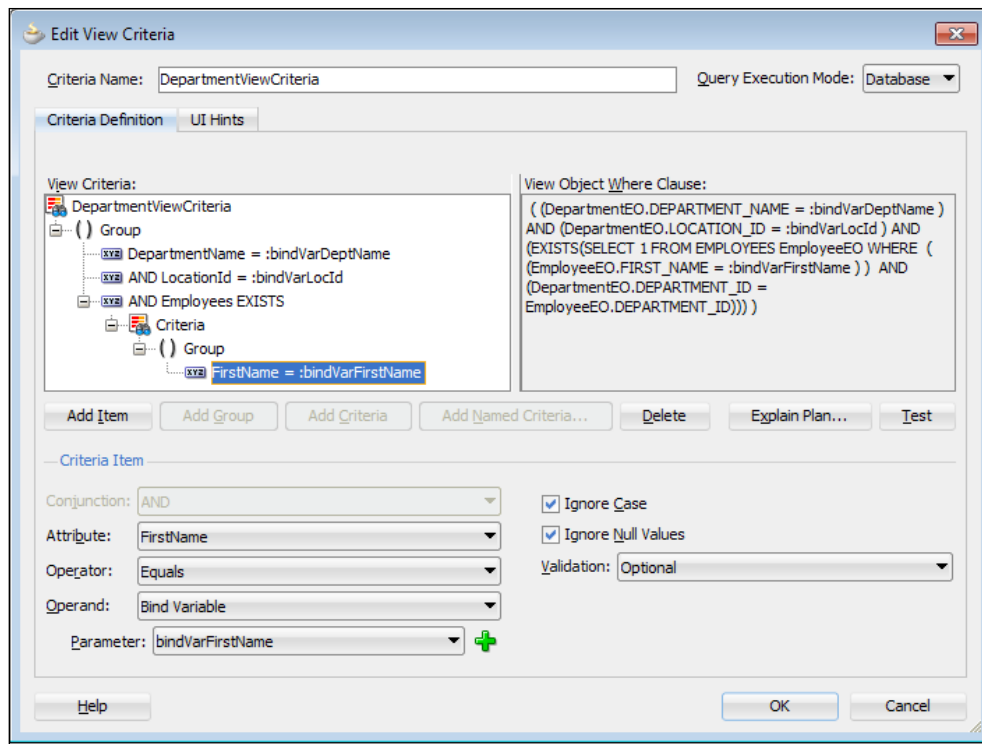 Edit View Criteria
Criteria Name: DepartmentViewCriteria Query Execution Mode: Database
Criteria Definition UI Hints
View Criteria:
DepartmentViewCriteria
( ) Group
XYZ DepartmentName = :bindVarDeptName
XYZ AND LocationId = :bindVarLocId
XYZ AND Employees EXISTS
Criteria
( ) Group
XYZ FirstName = :bindVarFirstName
View Object Where Clause:
( (DepartmentEO.DEPARTMENT_NAME = :bindVarDeptName )
AND (DepartmentEO.LOCATION_ID = :bindVarLocId ) AND
(EXISTS(SELECT 1 FROM EMPLOYEES EmployeeEO WHERE (
(EmployeeEO.FIRST_NAME = :bindVarFirstName ) ) AND
(DepartmentEO.DEPARTMENT_ID =
EmployeeEO.DEPARTMENT_ID))) )
Add Item Add Group Add Criteria Add Named Criteria... Delete Explain Plan... Test
Criteria Item
Conjunction: AND
Attribute: FirstName
Operator: Equals
Operand: Bind Variable
Parameter: bindVarFirstName
Ignore Case
Ignore Null Values
Validation: Optional
Help OK Cancel